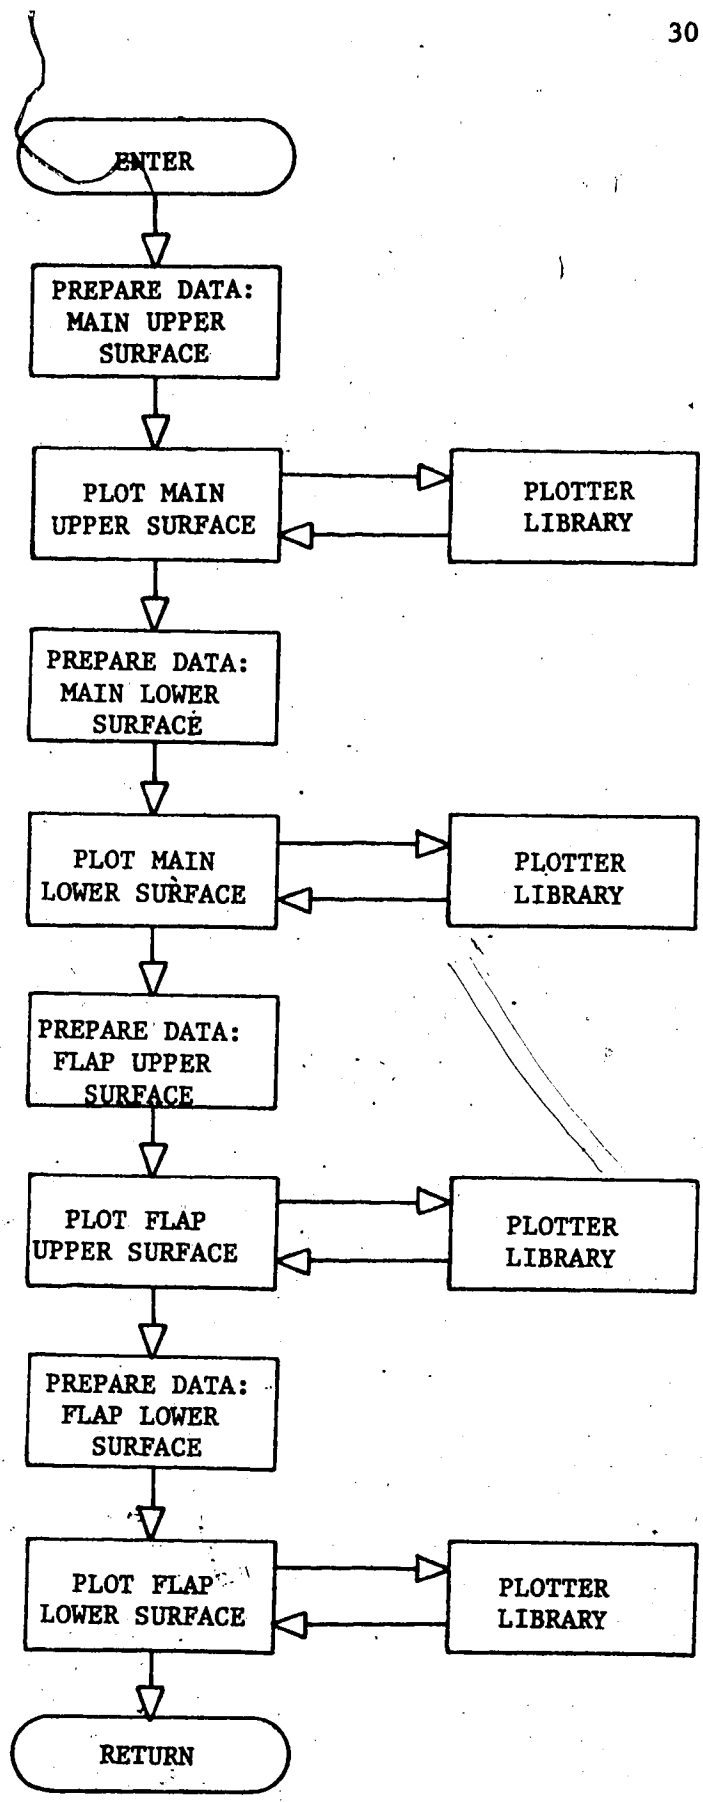 30
ENTER
PREPARE DATA:
MAIN UPPER
SURFACE
PLOT MAIN
UPPER SURFACE
PLOTTER
LIBRARY
PREPARE DATA:
MAIN LOWER
SURFACE
PLOT MAIN
LOWER SURFACE
PLOTTER
LIBRARY
PREPARE DATA:
FLAP UPPER
SURFACE
PLOT FLAP
UPPER SURFACE
PLOTTER
LIBRARY
PREPARE DATA:
FLAP LOWER
SURFACE
PLOT FLAP
LOWER SURFACE
PLOTTER
LIBRARY
RETURN